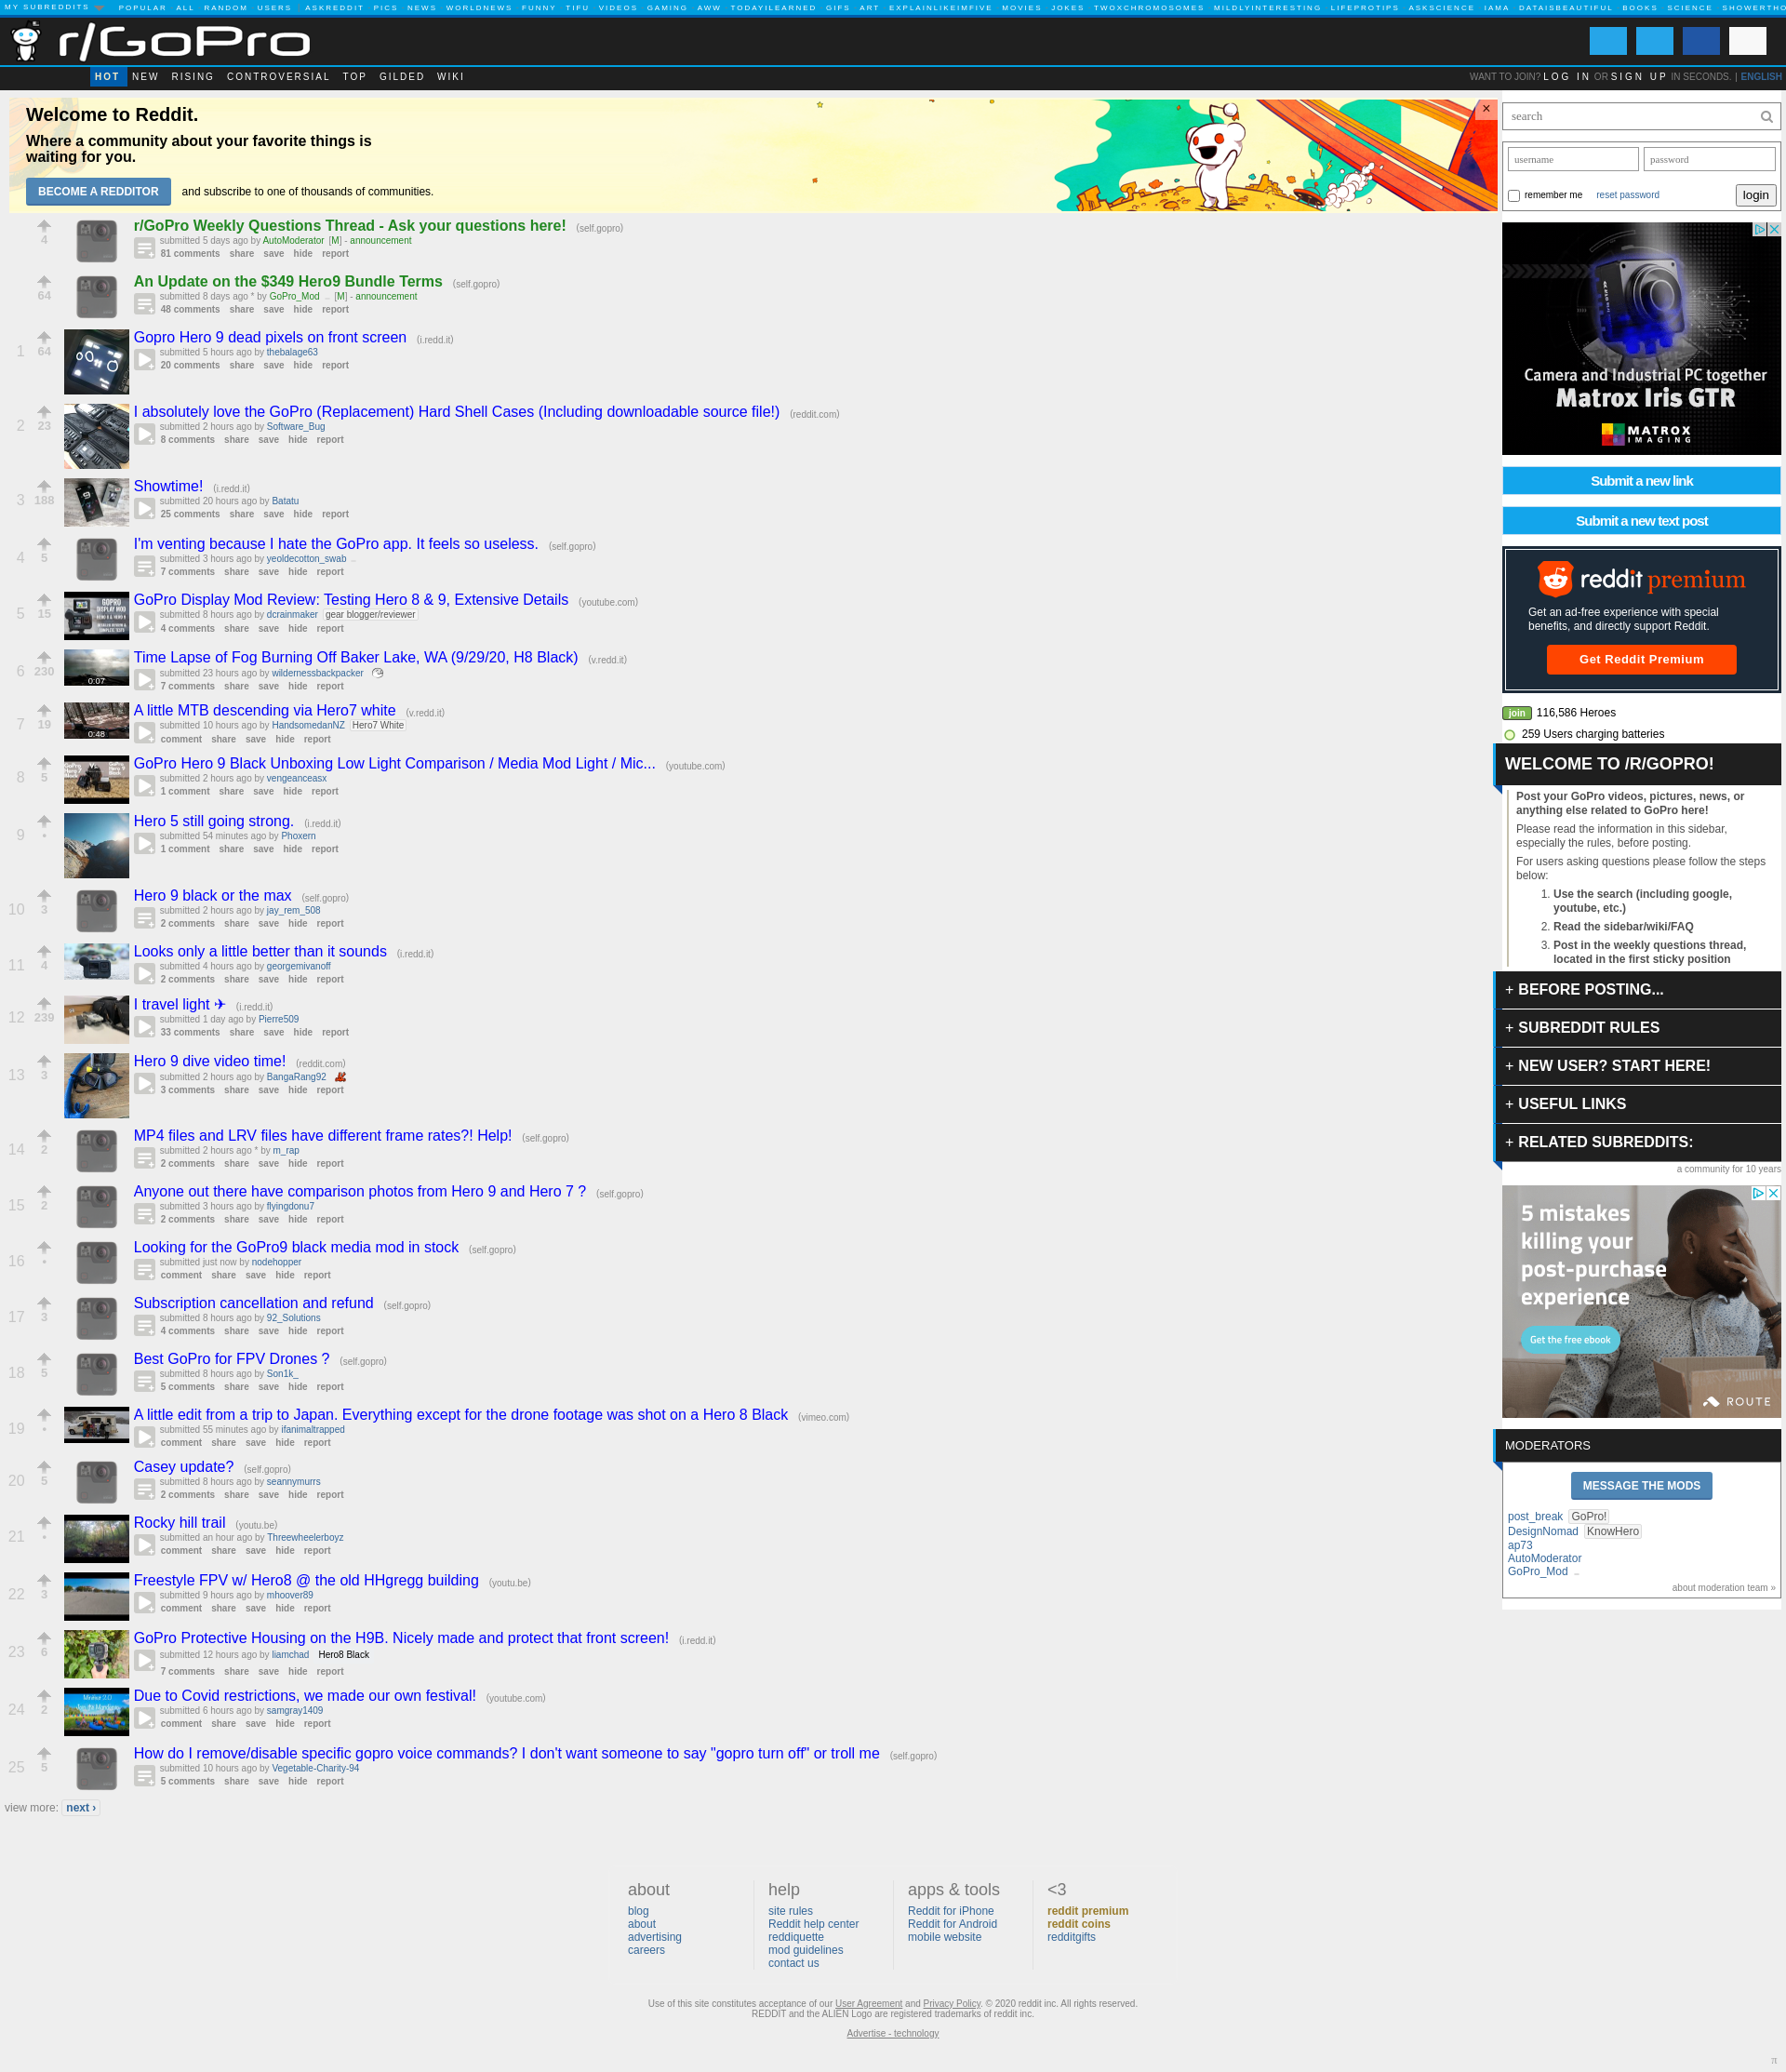 MY SUBREDDITS POPULAR ALL RANDOM USERS ASKREDDIT PICS NEWS WORLDNEWS FUNNY TIFU VIDEOS GAMING AWW TODAYILEARNED GIFS ART EXPLAINLIKEIMFIVE MOVIES JOKES TWOXCHROMOSOMES MILDLYINTERESTING LIFEPROTIPS ASKSCIENCE IAMA DATAISBEAUTIFUL BOOKS SCIENCE SHOWERTHO
r/GoPro
HOT NEW RISING CONTROVERSIAL TOP GILDED WIKI
WANT TO JOIN? LOG IN OR SIGN UP IN SECONDS. | ENGLISH
Welcome to Reddit.
Where a community about your favorite things is
waiting for you.
BECOME A REDDITOR and subscribe to one of thousands of communities.
×
4
r/GoPro Weekly Questions Thread - Ask your questions here! (self.gopro)
submitted 5 days ago by AutoModerator [M] - announcement
81 comments share save hide report
64
An Update on the $349 Hero9 Bundle Terms (self.gopro)
submitted 8 days ago * by GoPro_Mod [M] - announcement
48 comments share save hide report
1 64
Gopro Hero 9 dead pixels on front screen (i.redd.it)
submitted 5 hours ago by thebalage63
20 comments share save hide report
2 23
I absolutely love the GoPro (Replacement) Hard Shell Cases (Including downloadable source file!) (reddit.com)
submitted 2 hours ago by Software_Bug
8 comments share save hide report
3 188
Showtime! (i.redd.it)
submitted 20 hours ago by Batatu
25 comments share save hide report
4 5
I'm venting because I hate the GoPro app. It feels so useless. (self.gopro)
submitted 3 hours ago by yeoldecotton_swab
7 comments share save hide report
5 15
GOPRO
DISPLAY MOD
GoPro Display Mod Review: Testing Hero 8 & 9, Extensive Details (youtube.com)
submitted 8 hours ago by dcrainmaker gear blogger/reviewer
4 comments share save hide report
6 230
0:07
Time Lapse of Fog Burning Off Baker Lake, WA (9/29/20, H8 Black) (v.redd.it)
submitted 23 hours ago by wildernessbackpacker
7 comments share save hide report
7 19
0:48
A little MTB descending via Hero7 white (v.redd.it)
submitted 10 hours ago by HandsomedanNZ Hero7 White
comment share save hide report
8 5
GoPro Hero 9 Black Unboxing Low Light Comparison / Media Mod Light / Mic... (youtube.com)
submitted 2 hours ago by vengeanceasx
1 comment share save hide report
9 •
Hero 5 still going strong. (i.redd.it)
submitted 54 minutes ago by Phoxern
1 comment share save hide report
10 3
Hero 9 black or the max (self.gopro)
submitted 2 hours ago by jay_rem_508
2 comments share save hide report
11 4
Looks only a little better than it sounds (i.redd.it)
submitted 4 hours ago by georgemivanoff
2 comments share save hide report
12 239
I travel light ✈ (i.redd.it)
submitted 1 day ago by Pierre509
33 comments share save hide report
13 3
Hero 9 dive video time! (reddit.com)
submitted 2 hours ago by BangaRang92
3 comments share save hide report
14 2
MP4 files and LRV files have different frame rates?! Help! (self.gopro)
submitted 2 hours ago * by m_rap
2 comments share save hide report
15 2
Anyone out there have comparison photos from Hero 9 and Hero 7 ? (self.gopro)
submitted 3 hours ago by flyingdonu7
2 comments share save hide report
16 •
Looking for the GoPro9 black media mod in stock (self.gopro)
submitted just now by nodehopper
comment share save hide report
17 3
Subscription cancellation and refund (self.gopro)
submitted 8 hours ago by 92_Solutions
4 comments share save hide report
18 5
Best GoPro for FPV Drones ? (self.gopro)
submitted 8 hours ago by Son1k_
5 comments share save hide report
19 •
A little edit from a trip to Japan. Everything except for the drone footage was shot on a Hero 8 Black (vimeo.com)
submitted 55 minutes ago by ifanimaltrapped
comment share save hide report
20 5
Casey update? (self.gopro)
submitted 8 hours ago by seannymurrs
2 comments share save hide report
21 •
Rocky hill trail (youtu.be)
submitted an hour ago by Threewheelerboyz
comment share save hide report
22 3
Freestyle FPV w/ Hero8 @ the old HHgregg building (youtu.be)
submitted 9 hours ago by mhoover89
comment share save hide report
23 6
GoPro Protective Housing on the H9B. Nicely made and protect that front screen! (i.redd.it)
submitted 12 hours ago by liamchad Hero8 Black
7 comments share save hide report
24 2
Due to Covid restrictions, we made our own festival! (youtube.com)
submitted 6 hours ago by samgray1409
comment share save hide report
25 5
How do I remove/disable specific gopro voice commands? I don't want someone to say "gopro turn off" or troll me (self.gopro)
submitted 10 hours ago by Vegetable-Charity-94
5 comments share save hide report
view more: next ›
search
username password
remember me reset password login
Camera and Industrial PC together
Matrox Iris GTR
MATROX
IMAGING
Submit a new link
Submit a new text post
reddit premium
Get an ad-free experience with special
benefits, and directly support Reddit.
Get Reddit Premium
join 116,586 Heroes
259 Users charging batteries
WELCOME TO /R/GOPRO!
Post your GoPro videos, pictures, news, or
anything else related to GoPro here!
Please read the information in this sidebar,
especially the rules, before posting.
For users asking questions please follow the steps
below:
1. Use the search (including google,
youtube, etc.)
2. Read the sidebar/wiki/FAQ
3. Post in the weekly questions thread,
located in the first sticky position
+ BEFORE POSTING...
+ SUBREDDIT RULES
+ NEW USER? START HERE!
+ USEFUL LINKS
+ RELATED SUBREDDITS:
a community for 10 years
5 mistakes
killing your
post-purchase
experience
Get the free ebook
ROUTE
MODERATORS
MESSAGE THE MODS
post_break GoPro!
DesignNomad KnowHero
ap73
AutoModerator
GoPro_Mod
about moderation team »
about
blog
about
advertising
careers
help
site rules
Reddit help center
reddiquette
mod guidelines
contact us
apps & tools
Reddit for iPhone
Reddit for Android
mobile website
<3
reddit premium
reddit coins
redditgifts
Use of this site constitutes acceptance of our User Agreement and Privacy Policy. © 2020 reddit inc. All rights reserved.
REDDIT and the ALIEN Logo are registered trademarks of reddit inc.
Advertise - technology
π